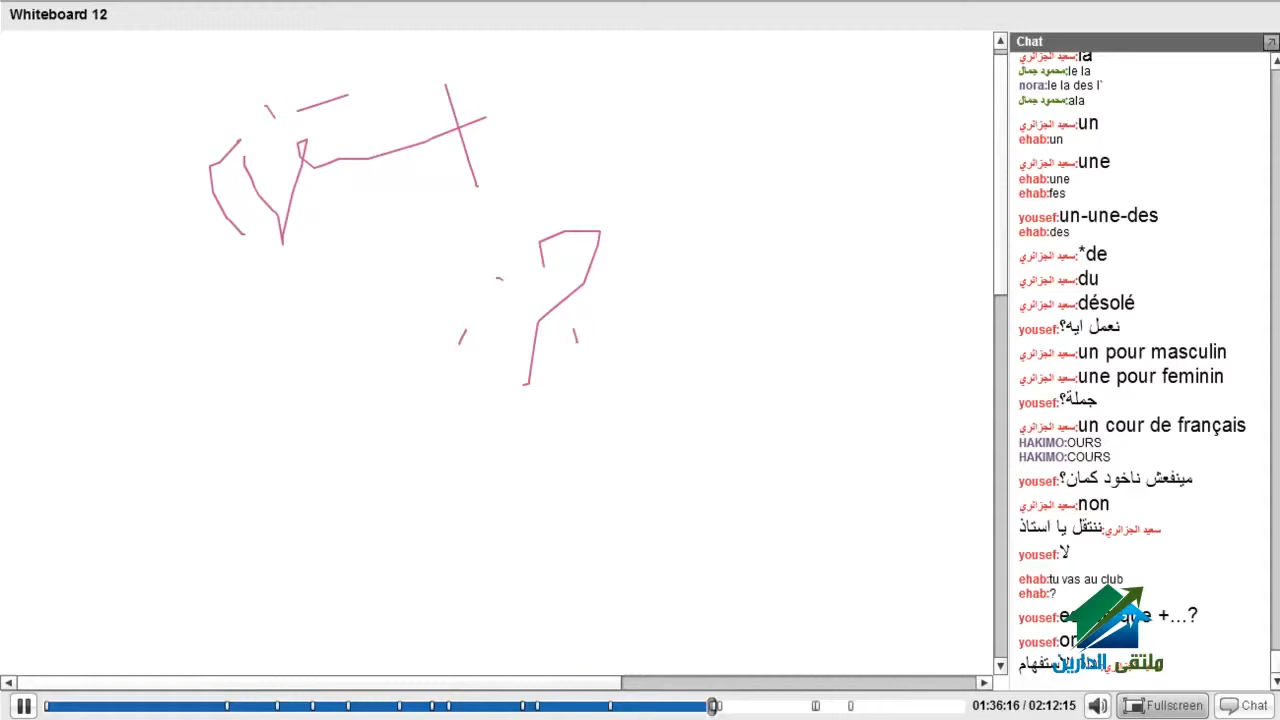 Whiteboard 12
Chat
سعيد الجزائري:la
محمود جمال:le la
nora:le la des l`
محمود جمال:ala
سعيد الجزائري:un
ehab:un
سعيد الجزائري:une
ehab:une
ehab:fes
yousef:un-une-des
ehab:des
سعيد الجزائري:*de
سعيد الجزائري:du
سعيد الجزائري:désolé
yousef:نعمل ايه؟
سعيد الجزائري:un pour masculin
سعيد الجزائري:une pour feminin
yousef:جملة؟
سعيد الجزائري:un cour de français
HAKIMO:OURS
HAKIMO:COURS
yousef:مينفعش ناخود كمان؟
سعيد الجزائري:non
سعيد الجزائري:ننتقل يا استاذ
yousef:لا
ehab:tu vas au club
ehab:?
yousef: +...?
yousef:
الاستفهام
ملتقى الدارين
01:36:16 / 02:12:15
Fullscreen
Chat